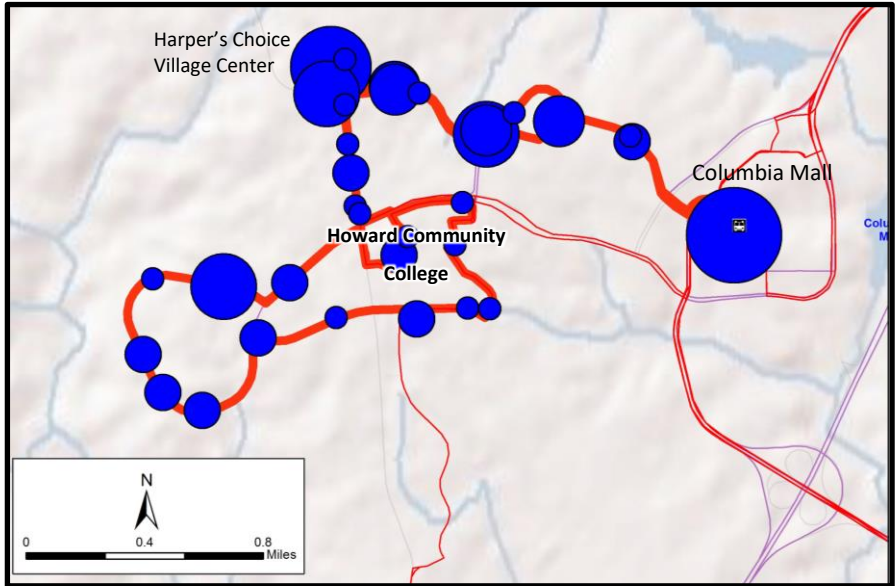 Harper's Choice
Village Center
Columbia Mall
Howard Community
College
N
0 0.4 0.8
Miles